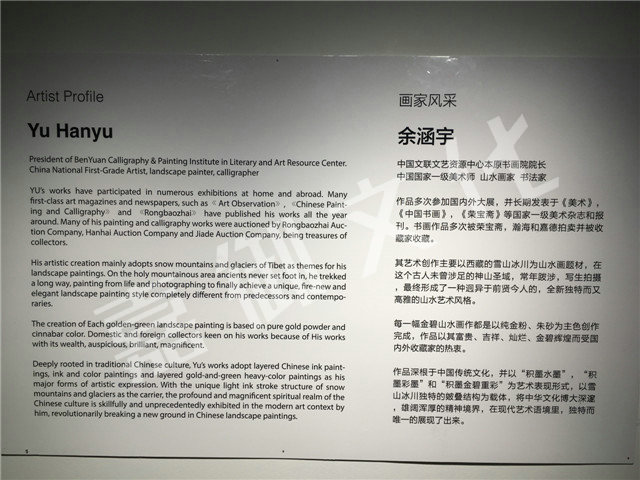 Artist Profile
Yu Hanyu
President of BenYuan Calligraphy & Painting Institute in Literary and Art Resource Center.
China National First-Grade Artist, landscape painter, calligrapher
YU'S works have participated in numerous exhibitions at home and abroad. Many
first-class art magazines and newspapers, such as《 Art Observation》,《Chinese Paint-
ing and Calligraphy》 and 《Rongbaozhai》 have published his works all the year
around. Many of his painting and calligraphy works were auctioned by Rongbaozhai Auc-
tion Company, Hanhai Auction Company and Jiade Auction Company, being treasures of
collectors.
His artistic creation mainly adopts snow mountains and glaciers of Tibet as themes for his
landscape paintings. On the holy mountainous area ancients never set foot in, he trekked
a long way, painting from life and photographing to finally achieve a unique, fire-new and
elegant landscape painting style completely different from predecessors and contempo-
raries.
The creation of Each golden-green landscape painting is based on pure gold powder and
cinnabar color. Domestic and foreign collectors keen on his works because of His works
with its wealth, auspicious, brilliant, magnificent.
Deeply rooted in traditional Chinese culture, Yu's works adopt layered Chinese ink paint-
ings, ink and color paintings and layered gold-and-green heavy-color paintings as his
major forms of artistic expression. With the unique light ink stroke structure of snow
mountains and glaciers as the carrier, the profound and magnificent spiritual realm of the
Chinese culture is skillfully and unprecedentedly exhibited in the modern art context by
him, revolutionarily breaking a new ground in Chinese landscape paintings.
画家风采
余涵宇
中国文联文艺资源中心本原书画院院长
中国国家一级美术师 山水画家 书法家
作品多次参加国内外大展，并长期发表于《美术》，
《中国书画》，《荣宝斋》等国家一级美术杂志和报
刊。书画作品多次被荣宝斋，瀚海和嘉德拍卖并被收
藏家收藏。
其艺术创作主要以西藏的雪山冰川为山水画题材，在
这个古人未曾涉足的神山圣域，常年跋涉，写生拍摄
，最终形成了一种迥异于前贤今人的，全新独特而又
高雅的山水艺术风格。
每一幅金碧山水画作都是以纯金粉、朱砂为主色创作
完成，作品以其富贵、吉祥、灿烂、金碧辉煌而受国
内外收藏家的热衷。
作品深根于中国传统文化，并以“积墨水墨”，“积
墨彩墨”和“积墨金碧重彩”为艺术表现形式，以雪
山冰川独特的皴叠结构为载体，将中华文化博大深邃
，雄阔浑厚的精神境界，在现代艺术语境里，独特而
唯一的展现了出来。